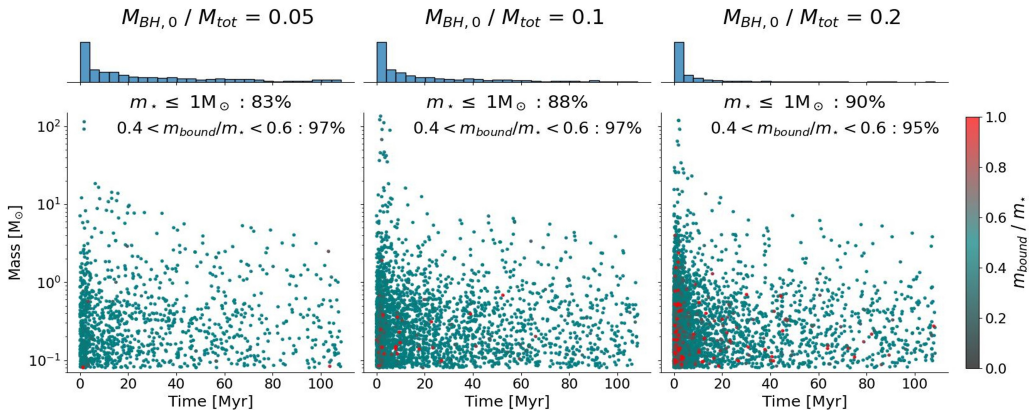 M_{BH,0} / M_{tot} = 0.05
M_{BH,0} / M_{tot} = 0.1
M_{BH,0} / M_{tot} = 0.2
m⋆ ≤ 1M⊙ : 83%
m⋆ ≤ 1M⊙ : 88%
m⋆ ≤ 1M⊙ : 90%
0.4 < m_{bound}/m⋆ < 0.6 : 97%
0.4 < m_{bound}/m⋆ < 0.6 : 97%
0.4 < m_{bound}/m⋆ < 0.6 : 95%
Mass [M⊙]
10²
10¹
10⁰
10⁻¹
0 20 40 60 80 100
0 20 40 60 80 100
0 20 40 60 80 100
Time [Myr]
Time [Myr]
Time [Myr]
1.0
0.8
0.6
0.4
0.2
0.0
m_{bound} / m⋆